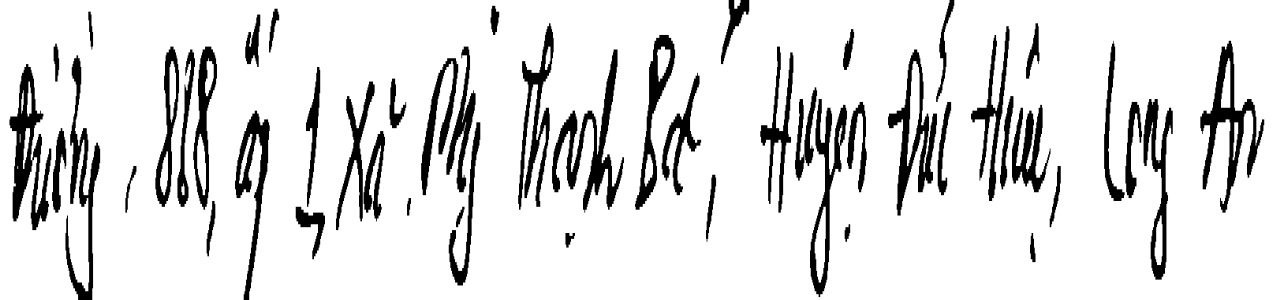 Đường 818, ấp 1, Xã Mỹ Thạnh Bắc, Huyện Đức Huệ, Long An